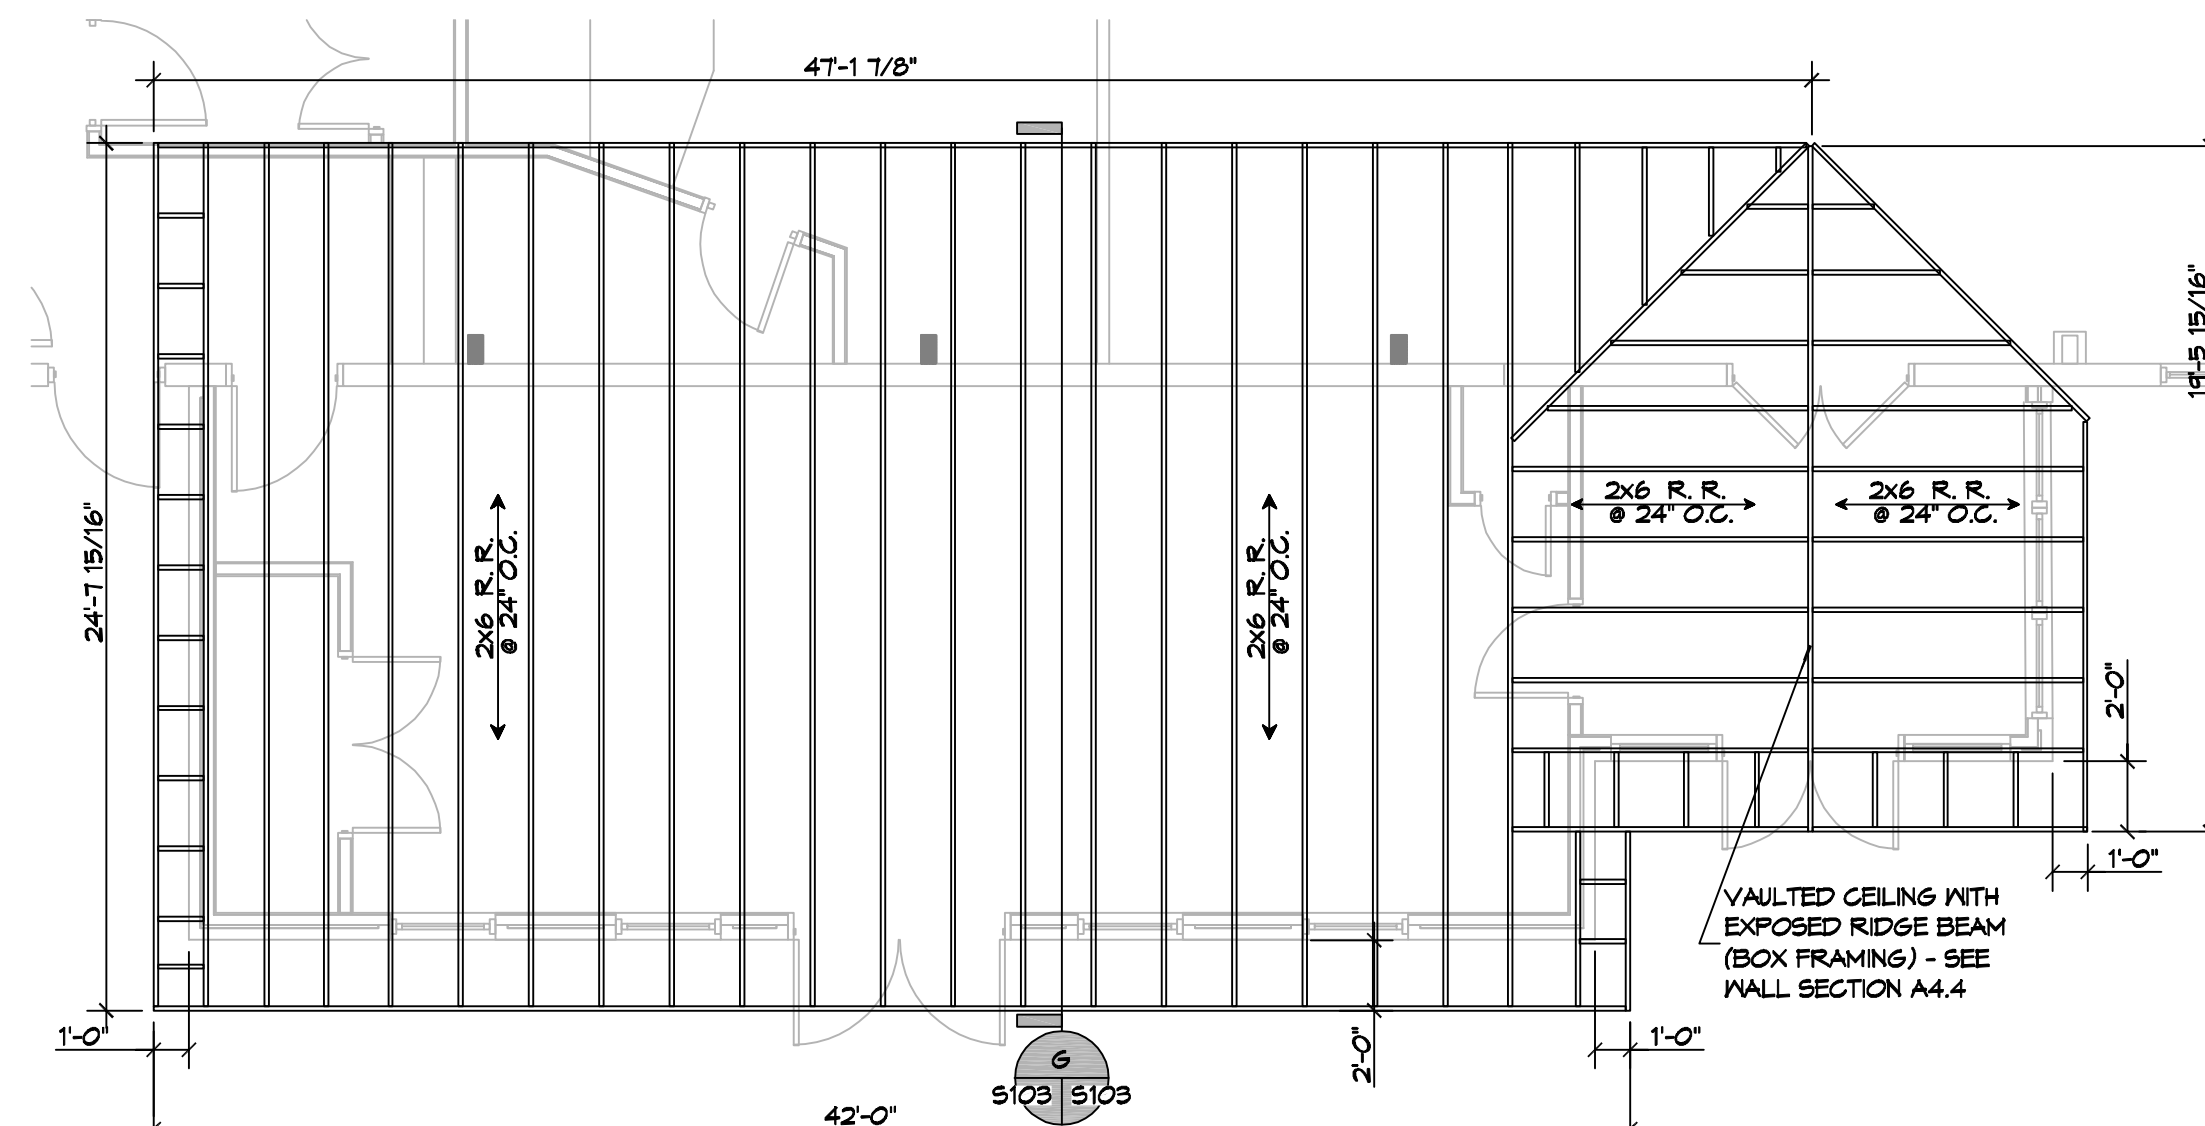 47'-1 7/8"
24'-7 15/16"
19'-5 15/16"
2x6 R. R.
@ 24" O.C.
2x6 R. R.
@ 24" O.C.
2x6 R. R.
@ 24" O.C.
2x6 R. R.
@ 24" O.C.
2'-0"
1'-0"
VAULTED CEILING WITH
EXPOSED RIDGE BEAM
(BOX FRAMING) - SEE
WALL SECTION A4.4
1'-0"
2'-0"
1'-0"
G
S103 S103
42'-0"